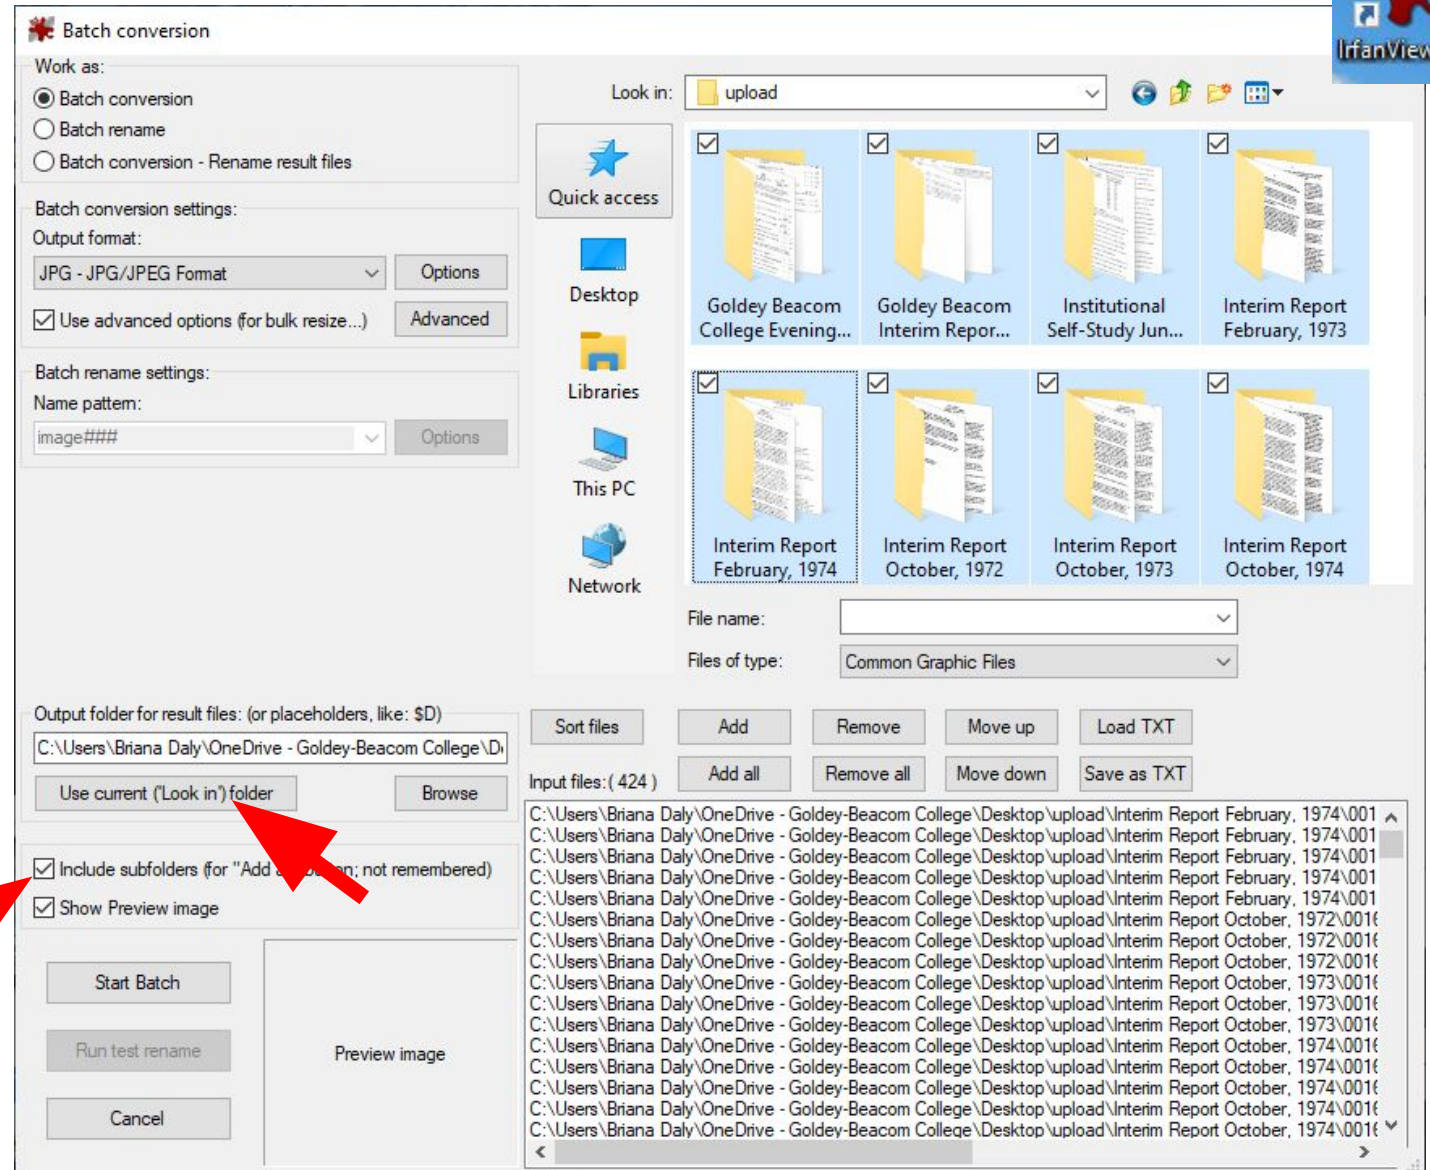 Batch conversion
IrfanView
Work as:
Batch conversion
Batch rename
Batch conversion - Rename result files
Batch conversion settings:
Output format:
JPG - JPG/JPEG Format
Options
Use advanced options (for bulk resize...)
Advanced
Batch rename settings:
Name pattern:
image###
Options
Look in:
upload
Quick access
Desktop
Libraries
This PC
Network
Goldey Beacom
College Evening...
Goldey Beacom
Interim Repor...
Institutional
Self-Study Jun...
Interim Report
February, 1973
Interim Report
February, 1974
Interim Report
October, 1972
Interim Report
October, 1973
Interim Report
October, 1974
File name:
Files of type:
Common Graphic Files
Output folder for result files: (or placeholders, like: $D)
C:\Users\Briana Daly\OneDrive - Goldey-Beacom College\D
Use current ('Look in') folder
Browse
Include subfolders (for "Add button; not remembered)
Show Preview image
Start Batch
Run test rename
Cancel
Preview image
Sort files
Add
Remove
Move up
Load TXT
Input files: ( 424 )
Add all
Remove all
Move down
Save as TXT
C:\Users\Briana Daly\OneDrive - Goldey-Beacom College\Desktop\upload\Interim Report February, 1974\001
C:\Users\Briana Daly\OneDrive - Goldey-Beacom College\Desktop\upload\Interim Report February, 1974\001
C:\Users\Briana Daly\OneDrive - Goldey-Beacom College\Desktop\upload\Interim Report February, 1974\001
C:\Users\Briana Daly\OneDrive - Goldey-Beacom College\Desktop\upload\Interim Report February, 1974\001
C:\Users\Briana Daly\OneDrive - Goldey-Beacom College\Desktop\upload\Interim Report February, 1974\001
C:\Users\Briana Daly\OneDrive - Goldey-Beacom College\Desktop\upload\Interim Report October, 1972\0016
C:\Users\Briana Daly\OneDrive - Goldey-Beacom College\Desktop\upload\Interim Report October, 1972\0016
C:\Users\Briana Daly\OneDrive - Goldey-Beacom College\Desktop\upload\Interim Report October, 1972\0016
C:\Users\Briana Daly\OneDrive - Goldey-Beacom College\Desktop\upload\Interim Report October, 1973\0016
C:\Users\Briana Daly\OneDrive - Goldey-Beacom College\Desktop\upload\Interim Report October, 1973\0016
C:\Users\Briana Daly\OneDrive - Goldey-Beacom College\Desktop\upload\Interim Report October, 1973\0016
C:\Users\Briana Daly\OneDrive - Goldey-Beacom College\Desktop\upload\Interim Report October, 1974\0016
C:\Users\Briana Daly\OneDrive - Goldey-Beacom College\Desktop\upload\Interim Report October, 1974\0016
C:\Users\Briana Daly\OneDrive - Goldey-Beacom College\Desktop\upload\Interim Report October, 1974\0016
C:\Users\Briana Daly\OneDrive - Goldey-Beacom College\Desktop\upload\Interim Report October, 1974\0016
C:\Users\Briana Daly\OneDrive - Goldey-Beacom College\Desktop\upload\Interim Report October, 1974\0016